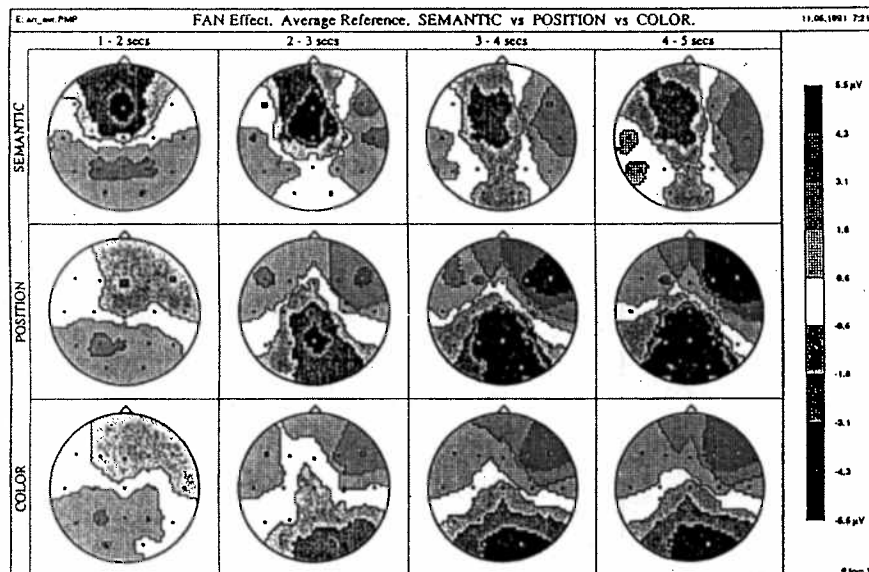 FAN Effect. Average Reference. SEMANTIC vs POSITION vs COLOR.
1 - 2 secs
2 - 3 secs
3 - 4 secs
4 - 5 secs
SEMANTIC
POSITION
COLOR
5.5 µV
4.3
3.1
1.8
0.6
-0.6
-1.8
-3.1
-4.3
-5.5 µV